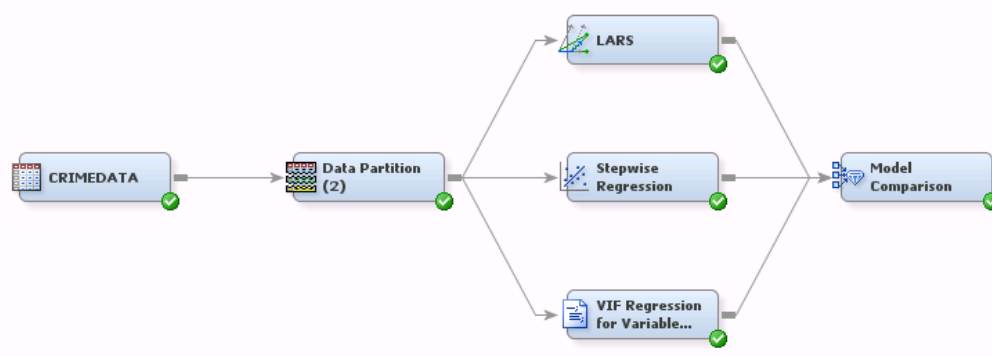 LARS
CRIMEDATA
Data Partition
(2)
Stepwise
Regression
Model
Comparison
VIF Regression
for Variable...